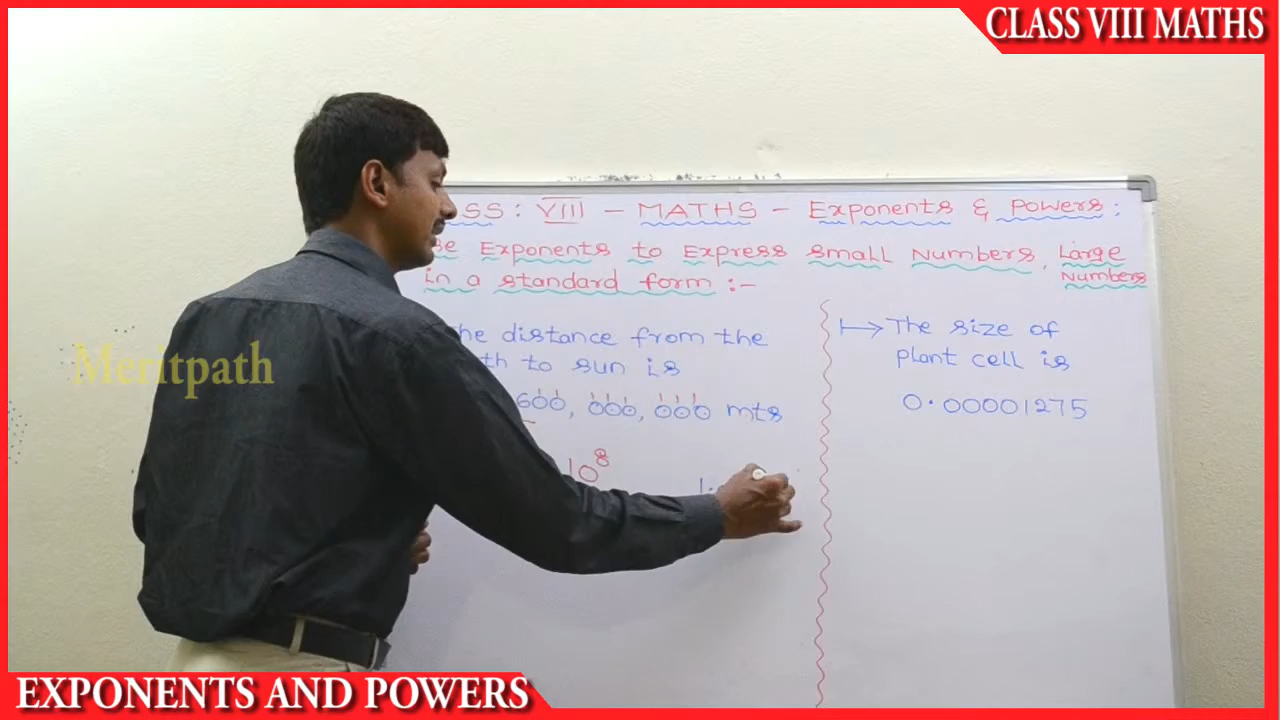 CLASS VIII MATHS
SS: VIII - MATHS - Exponents & Powers:
se Exponents to Express small Numbers, Large Numbers
in a standard form :-
he distance from the
th to sun is
600, 000, 000 mts
10⁸
The size of
plant cell is
0.00001275
Meritpath
EXPONENTS AND POWERS